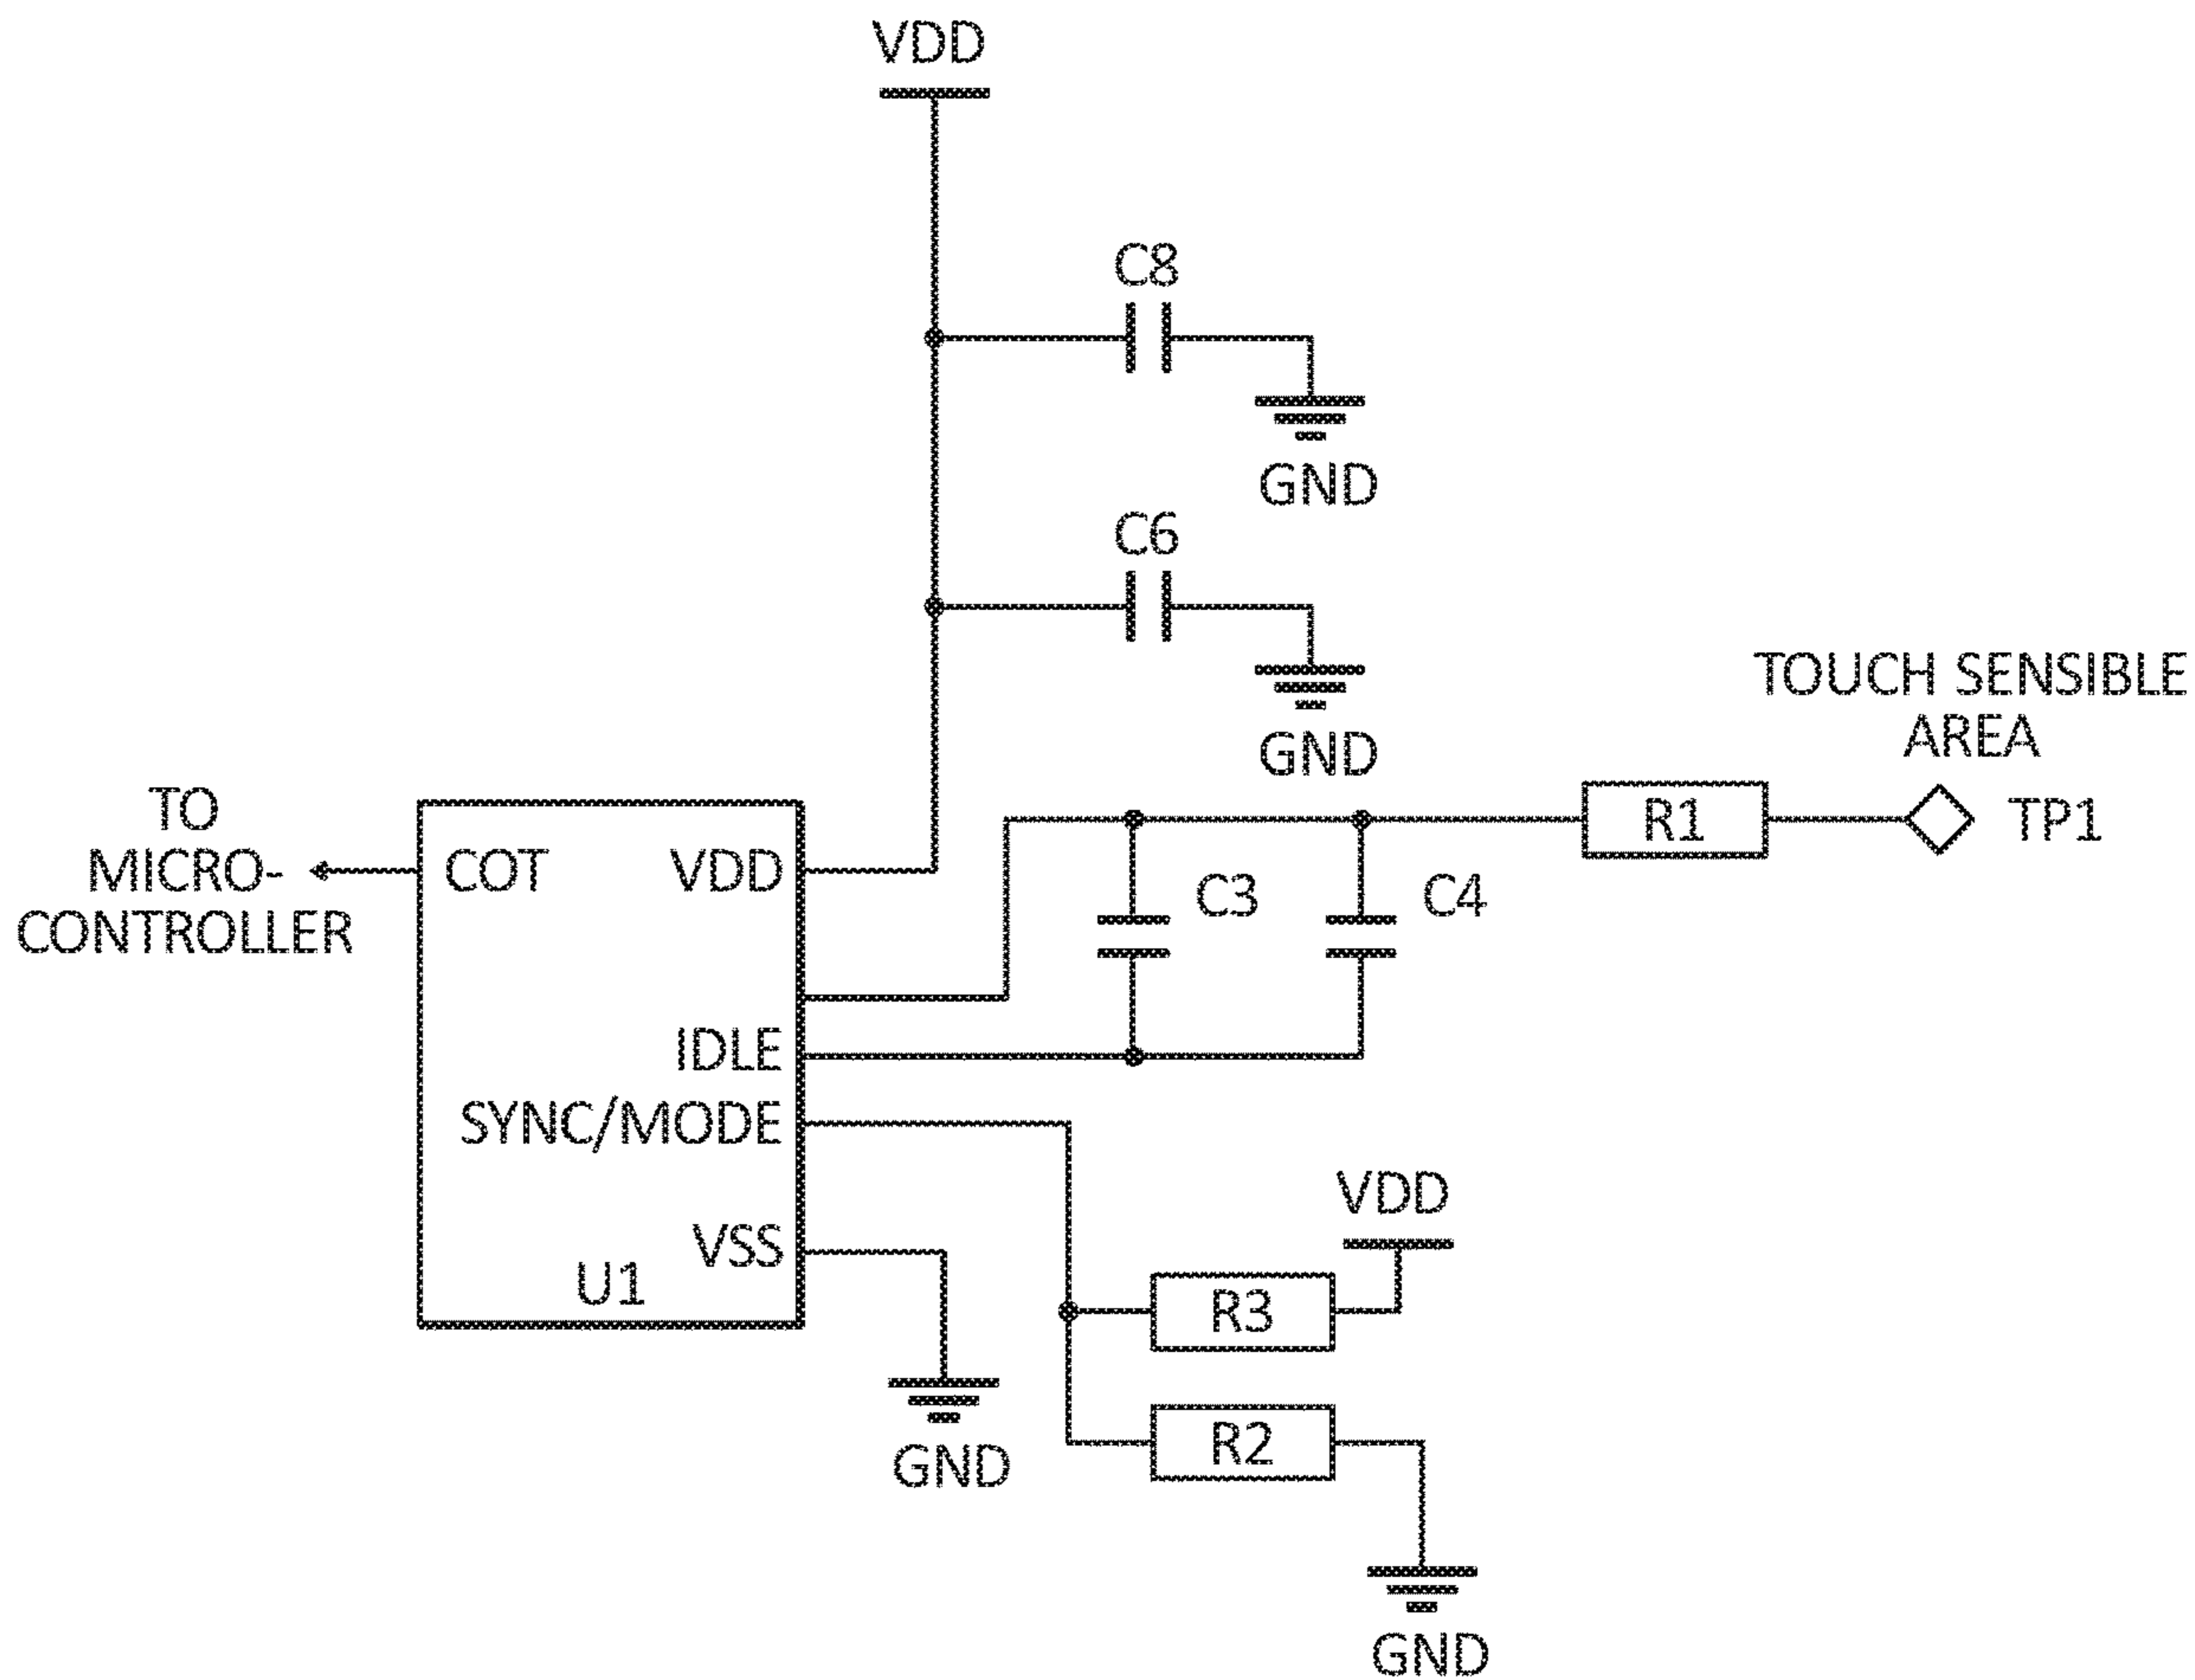 VDD
C8
GND
C6
GND
TOUCH SENSIBLE
AREA
TO
MICRO-
CONTROLLER
COT
VDD
R1
TP1
C3
C4
IDLE
SYNC/MODE
VSS
U1
VDD
R3
R2
GND
GND